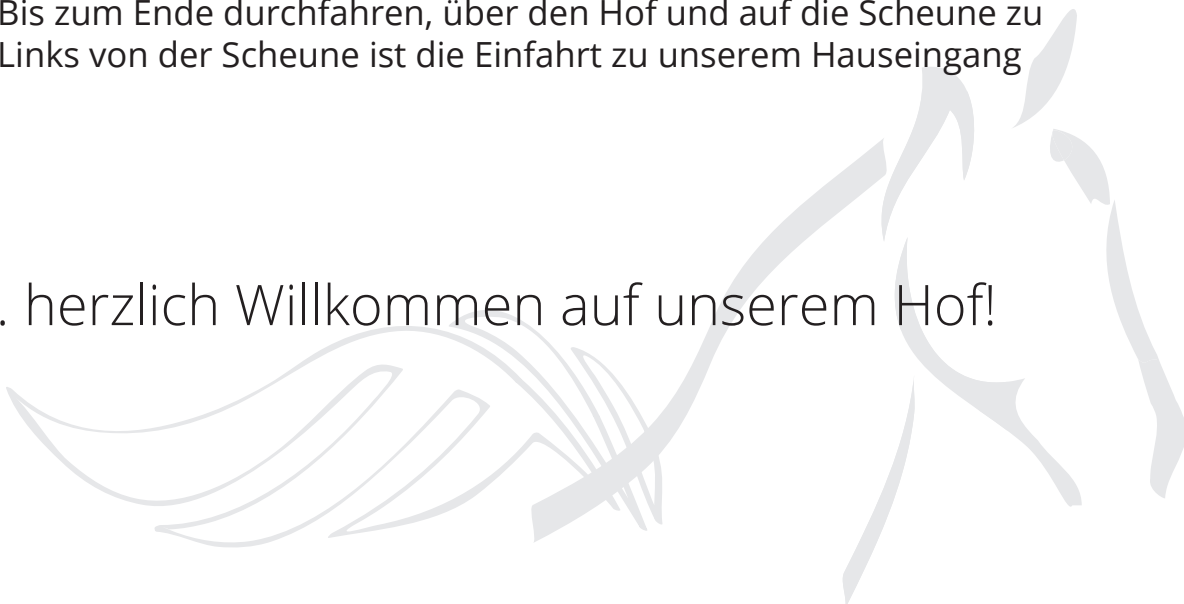 Bis zum Ende durchfahren, über den Hof und auf die Scheune zu
Links von der Scheune ist die Einfahrt zu unserem Hauseingang
. herzlich Willkommen auf unserem Hof!